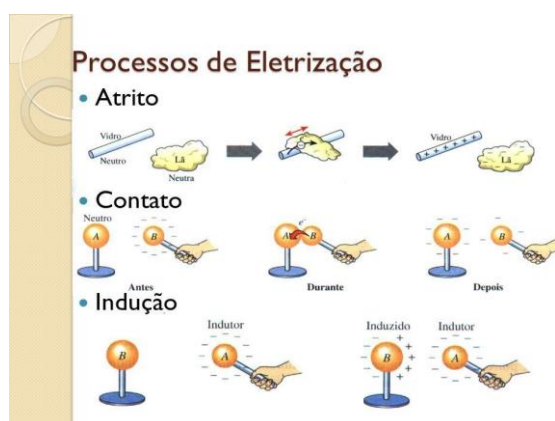 Processos de Eletrização
• Atrito
Vidro
Neutro
Lã
Neutra
Vidro
+ + + + + +
Lã
• Contato
Neutro
A
B
Antes
e⁻
A
B
Durante
A
B
Depois
• Indução
B
Indutor
A
Induzido
B
Indutor
A